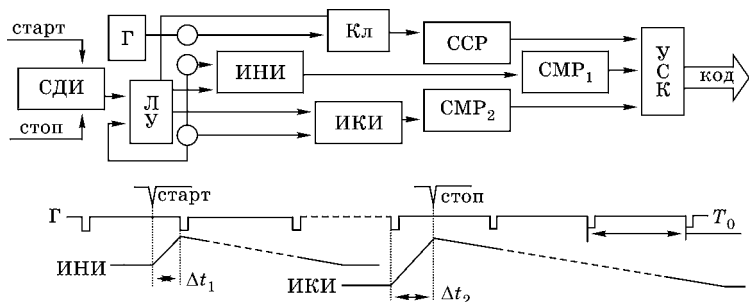 старт
Г
Кл
ССР
У
С
К
СДИ
Л
У
ИНИ
СМР₁
код
стоп
ИКИ
СМР₂
старт
стоп
Г
T₀
ИНИ
Δt₁
ИКИ
Δt₂